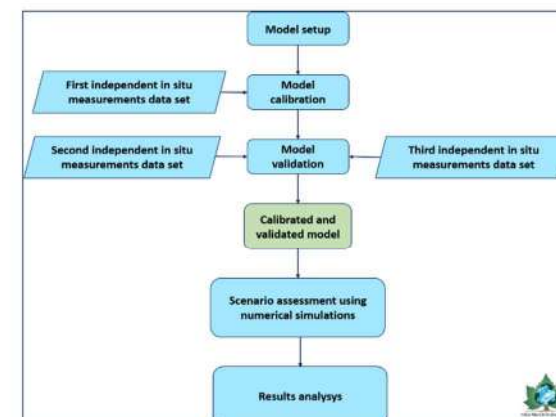 Model setup
First independent in situ
measurements data set
Model
calibration
Second independent in situ
measurements data set
Model
validation
Third independent in situ
measurements data set
Calibrated and
validated model
Scenario assessment using
numerical simulations
Results analysys